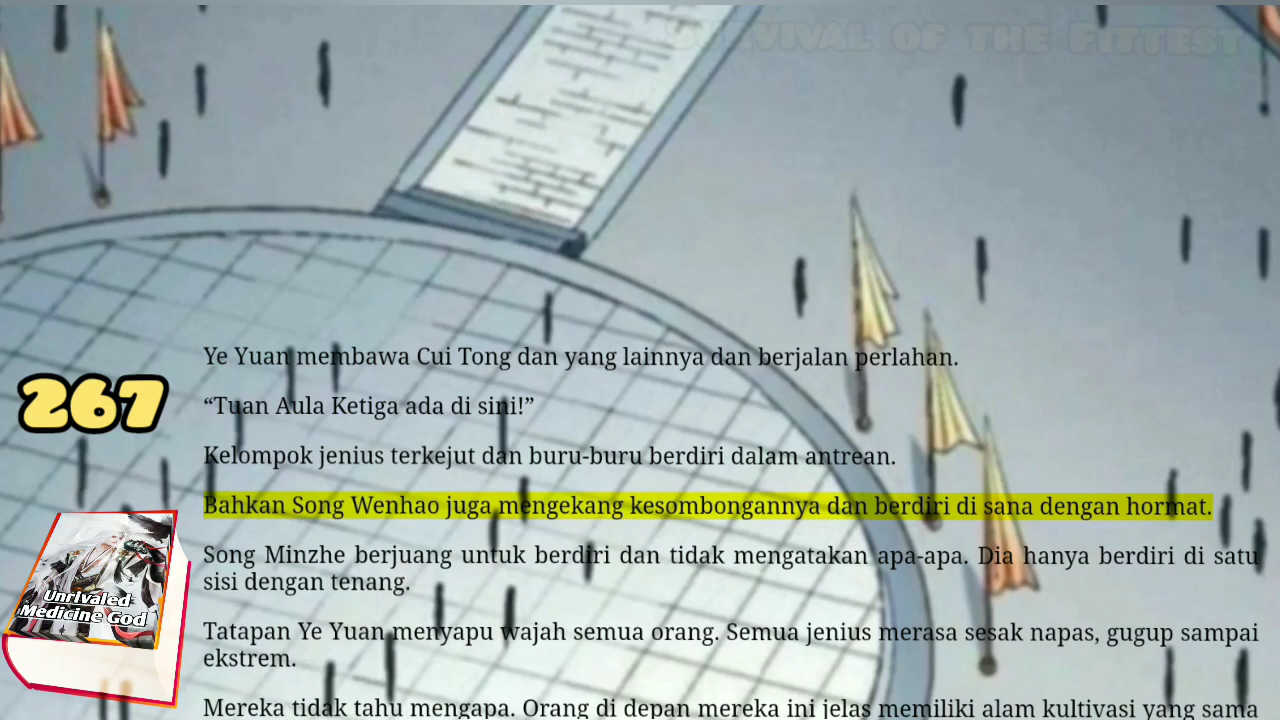 SURVIVAL OF THE FITTEST
Ye Yuan membawa Cui Tong dan yang lainnya dan berjalan perlahan.
267
“Tuan Aula Ketiga ada di sini!”
Kelompok jenius terkejut dan buru-buru berdiri dalam antrean.
Bahkan Song Wenhao juga mengekang kesombongannya dan berdiri di sana dengan hormat.
Song Minzhe berjuang untuk berdiri dan tidak mengatakan apa-apa. Dia hanya berdiri di satu
sisi dengan tenang.
Unrivaled
Medicine God
Tatapan Ye Yuan menyapu wajah semua orang. Semua jenius merasa sesak napas, gugup sampai
ekstrem.
Mereka tidak tahu mengapa. Orang di depan mereka ini jelas memiliki alam kultivasi yang sama